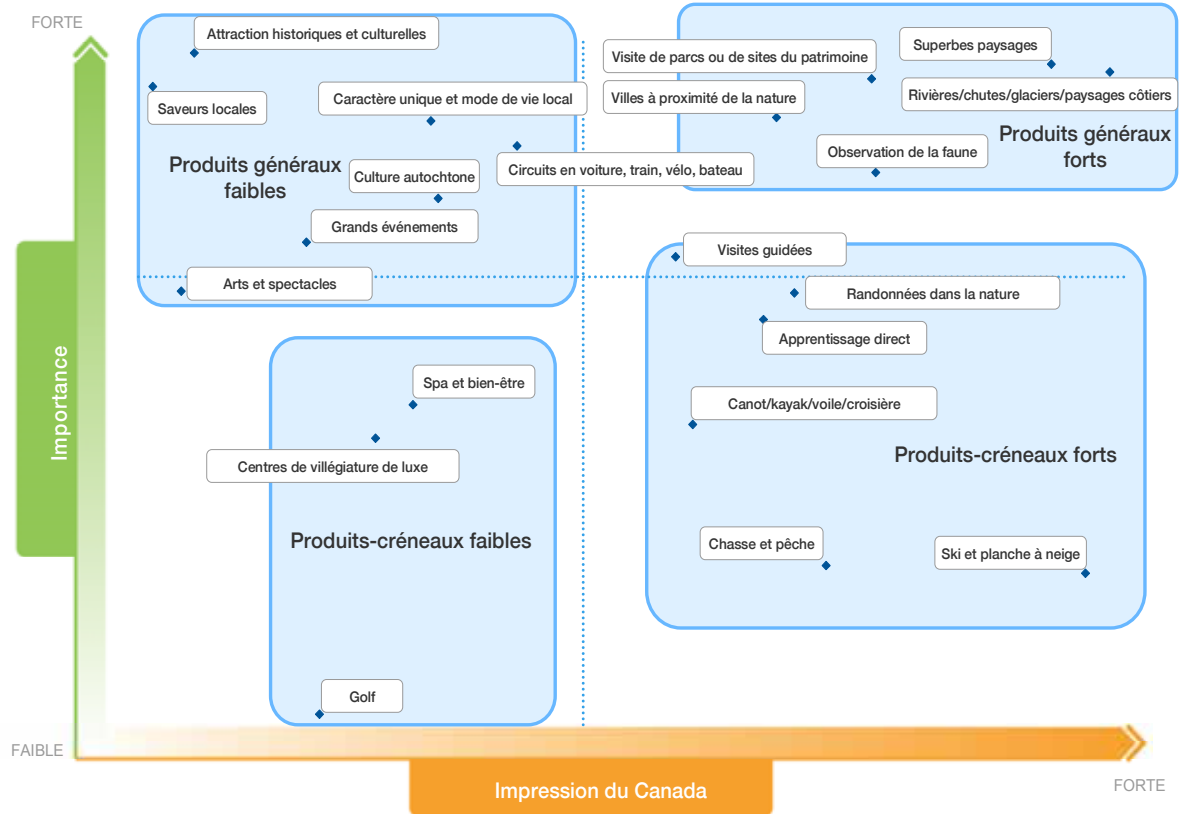 FORTE
Attraction historiques et culturelles
Superbes paysages
Visite de parcs ou de sites du patrimoine
Saveurs locales
Caractère unique et mode de vie local
Villes à proximité de la nature
Rivières/chutes/glaciers/paysages côtiers
Produits généraux
faibles
Produits généraux
forts
Culture autochtone
Circuits en voiture, train, vélo, bateau
Observation de la faune
Grands événements
Visites guidées
Arts et spectacles
Randonnées dans la nature
Apprentissage direct
Importance
Spa et bien-être
Canot/kayak/voile/croisière
Centres de villégiature de luxe
Produits-créneaux forts
Produits-créneaux faibles
Chasse et pêche
Ski et planche à neige
Golf
FAIBLE
Impression du Canada
FORTE